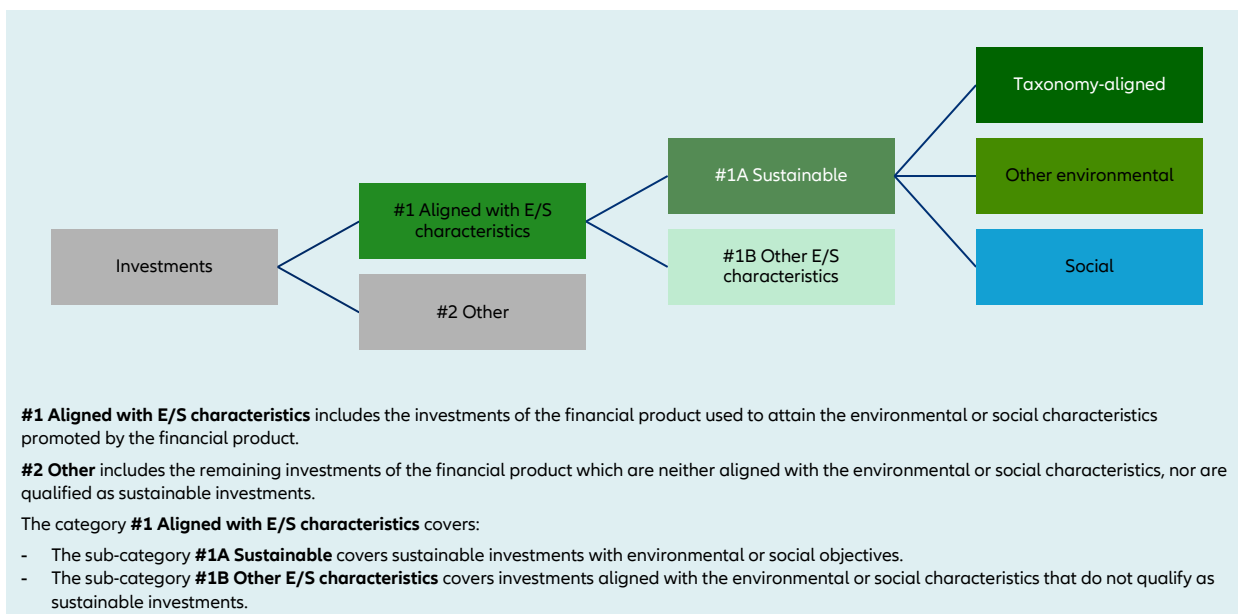 Taxonomy-aligned
#1A Sustainable
Other environmental
#1 Aligned with E/S
characteristics
Investments
#1B Other E/S
characteristics
Social
#2 Other
#1 Aligned with E/S characteristics includes the investments of the financial product used to attain the environmental or social characteristics
promoted by the financial product.
#2 Other includes the remaining investments of the financial product which are neither aligned with the environmental or social characteristics, nor are
qualified as sustainable investments.
The category #1 Aligned with E/S characteristics covers:
- The sub-category #1A Sustainable covers sustainable investments with environmental or social objectives.
- The sub-category #1B Other E/S characteristics covers investments aligned with the environmental or social characteristics that do not qualify as
sustainable investments.